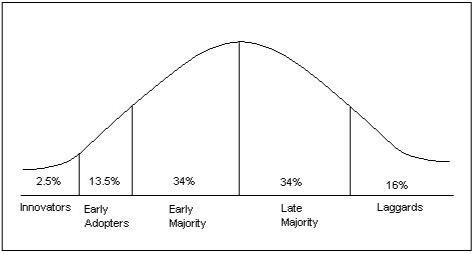 2.5% 13.5% 34% 34% 16%
Innovators Early Early Late Laggards
Adopters Majority Majority